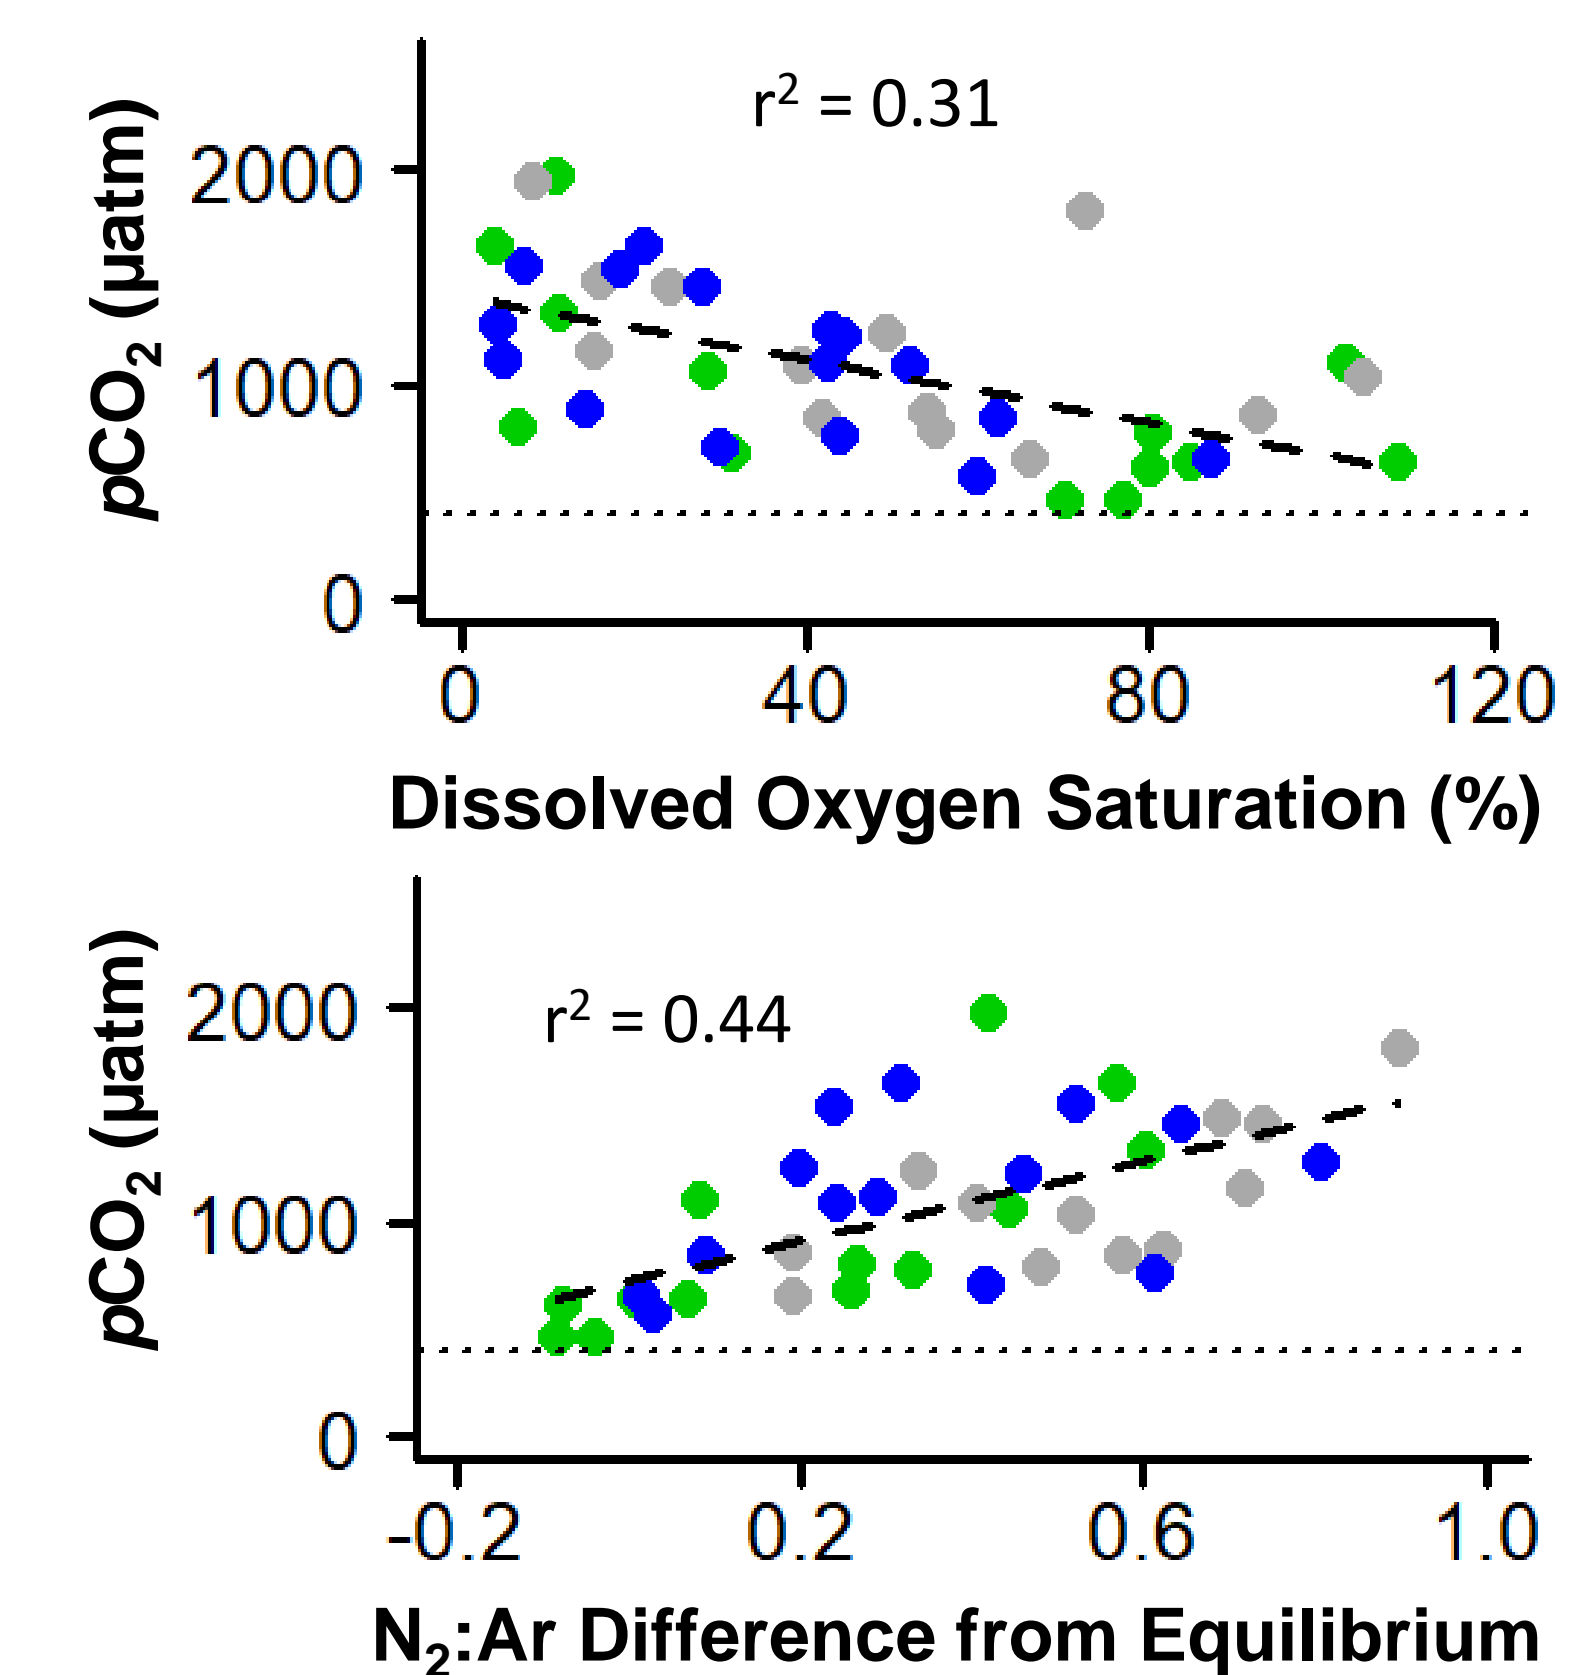 r² = 0.31
pCO₂ (µatm)
2000
1000
0
0 40 80 120
Dissolved Oxygen Saturation (%)
r² = 0.44
pCO₂ (µatm)
2000
1000
0
-0.2 0.2 0.6 1.0
N₂:Ar Difference from Equilibrium